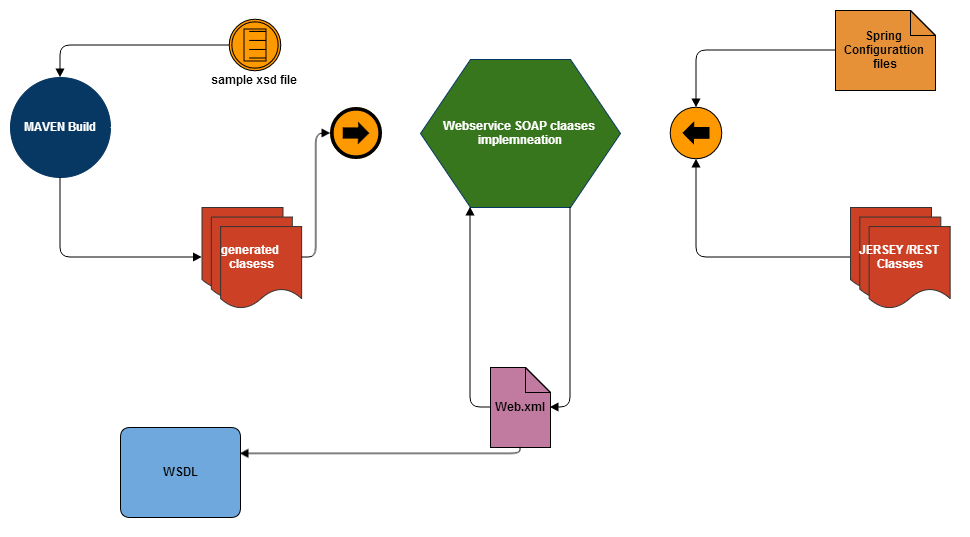 sample xsd file
MAVEN Build
generated
clasess
Webservice SOAP claases
implemneation
Spring
Configurattion
files
JERSEY /REST
Classes
Web.xml
WSDL